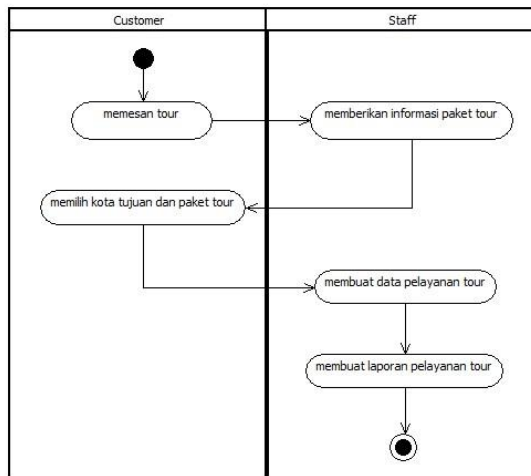 Customer
Staff
memesan tour
memberikan informasi paket tour
memilih kota tujuan dan paket tour
membuat data pelayanan tour
membuat laporan pelayanan tour